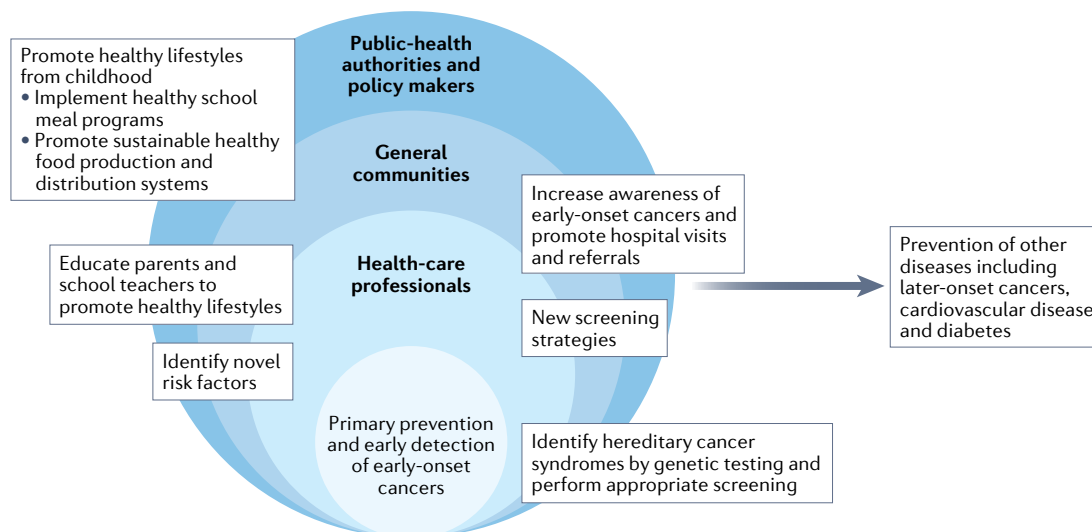 Public-health
authorities and
policy makers
Promote healthy lifestyles
from childhood
• Implement healthy school
meal programs
• Promote sustainable healthy
food production and
distribution systems
General
communities
Increase awareness of
early-onset cancers and
promote hospital visits
and referrals
Educate parents and
school teachers to
promote healthy lifestyles
Health-care
professionals
Prevention of other
diseases including
later-onset cancers,
cardiovascular disease
and diabetes
New screening
strategies
Identify novel
risk factors
Primary prevention
and early detection
of early-onset
cancers
Identify hereditary cancer
syndromes by genetic testing and
perform appropriate screening